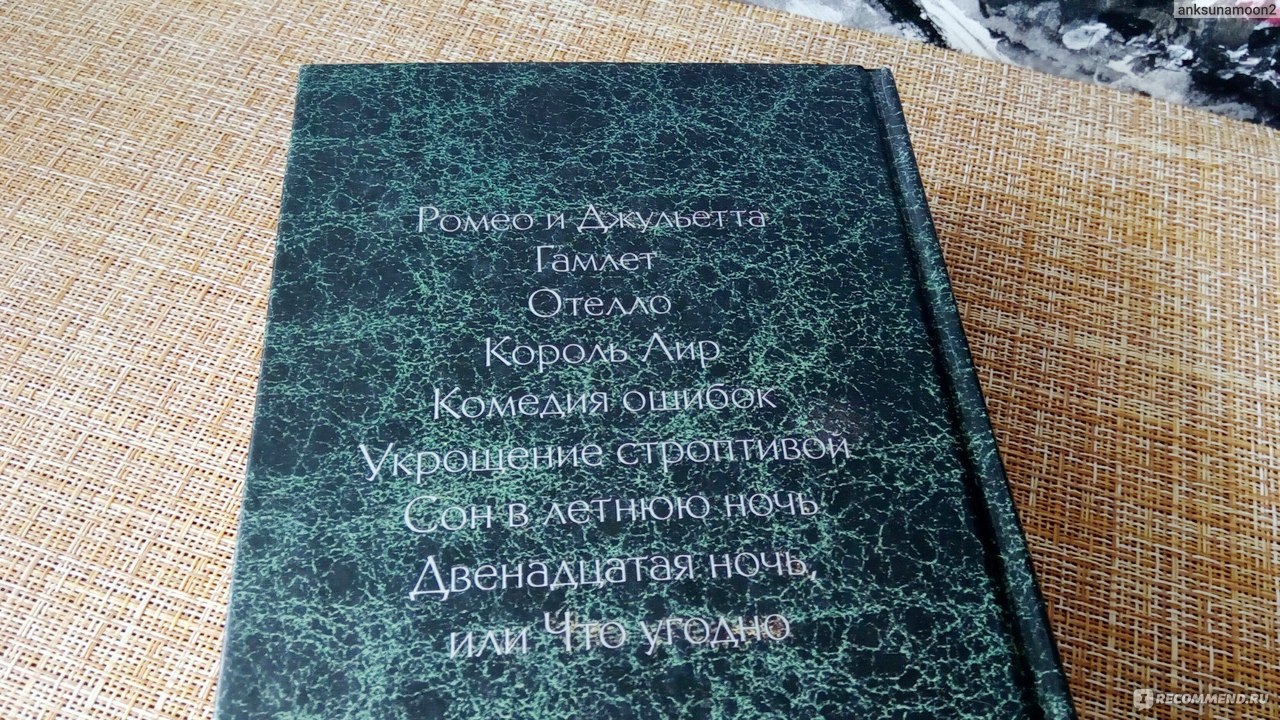 anksunamoon2
Ромео и Джульетта
Гамлет
Отелло
Король Лир
Комедия ошибок
Укрощение строптивой
Сон в летнюю ночь
Двенадцатая ночь,
или Что угодно
IRECOMMEND.RU